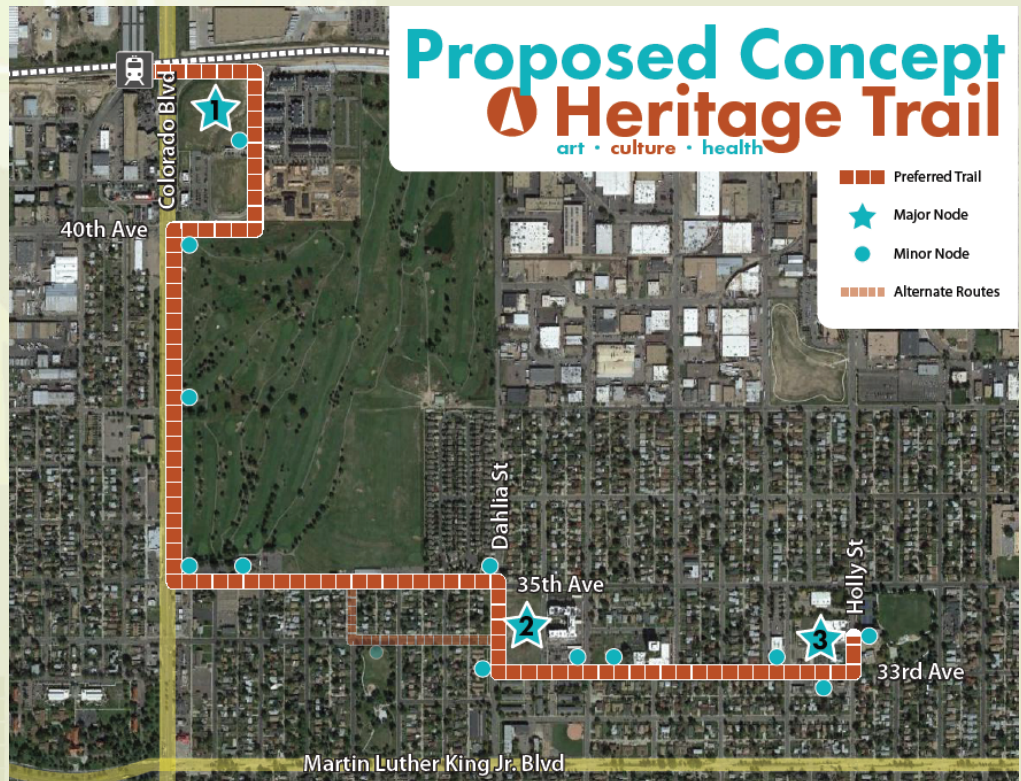 Proposed Concept
Heritage Trail
art · culture · health
Preferred Trail
Major Node
Minor Node
Alternate Routes
Colorado Blvd
1
40th Ave
Dahlia St
35th Ave
2
Holly St
3
33rd Ave
Martin Luther King Jr. Blvd